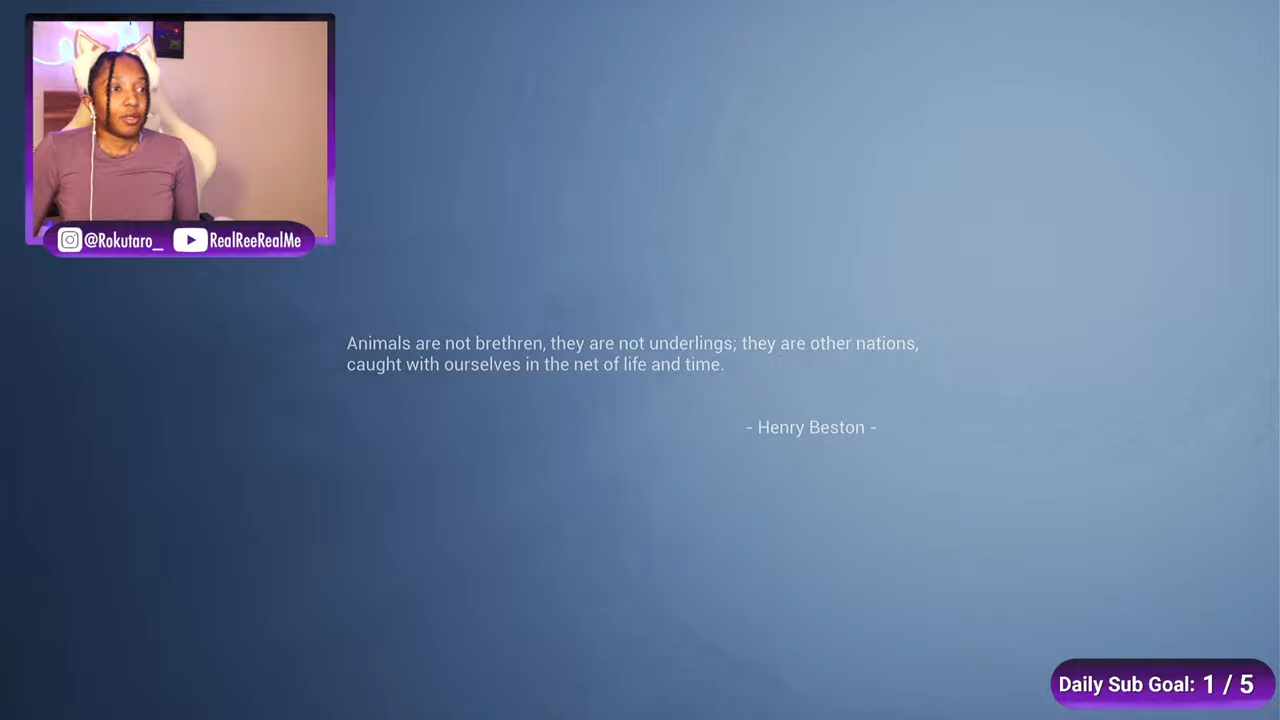 @Rokutaro_ RealReeRealMe
Animals are not brethren, they are not underlings; they are other nations,
caught with ourselves in the net of life and time.
- Henry Beston -
Daily Sub Goal: 1 / 5